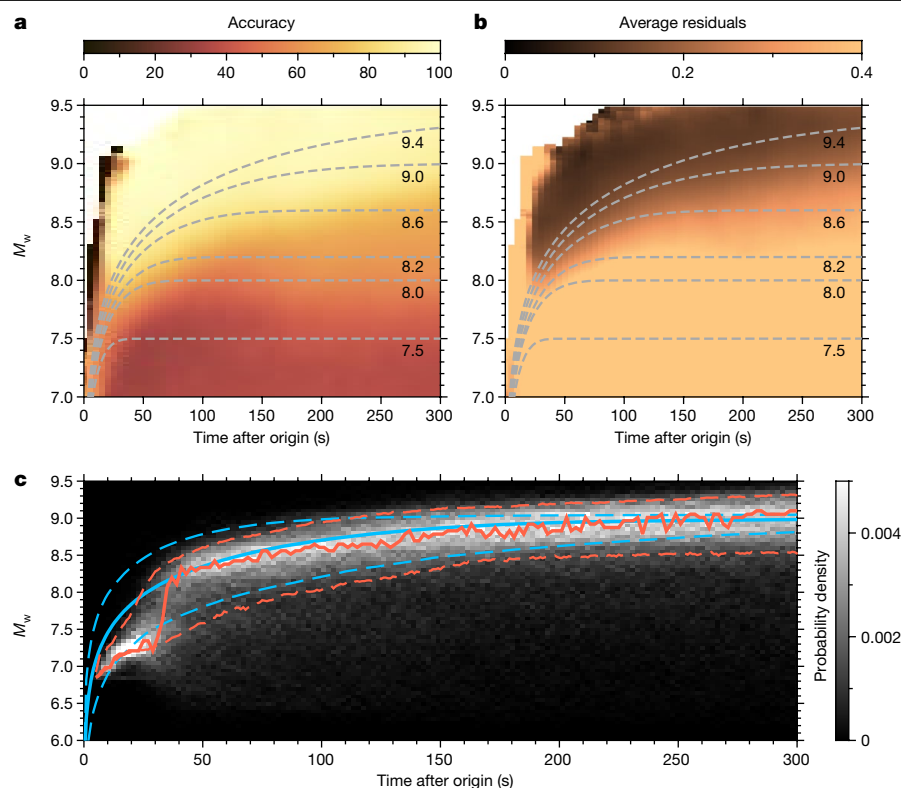 a Accuracy
0 20 40 60 80 100
9.5
9.0
8.5
8.0
7.5
7.0
Mw
9.4
9.0
8.6
8.2
8.0
7.5
0 50 100 150 200 250 300
Time after origin (s)
b Average residuals
0 0.2 0.4
9.5
9.0
8.5
8.0
7.5
7.0
9.4
9.0
8.6
8.2
8.0
7.5
0 50 100 150 200 250 300
Time after origin (s)
c
9.5
9.0
8.5
8.0
7.5
7.0
6.5
6.0
Mw
0 50 100 150 200 250 300
Time after origin (s)
Probability density
0.004
0.002
0